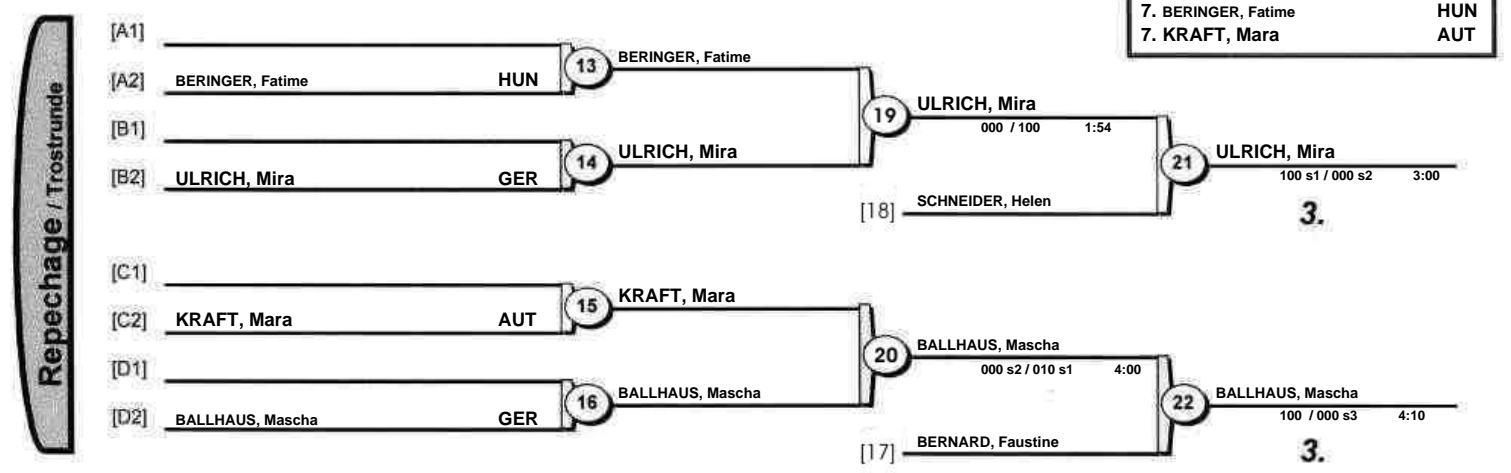 7. BERINGER, Fatime HUN
7. KRAFT, Mara AUT
Repechage / Trostrunde
[A1]
[A2] BERINGER, Fatime HUN
13 BERINGER, Fatime
[B1]
[B2] ULRICH, Mira GER
14 ULRICH, Mira
19 ULRICH, Mira
000 / 100 1:54
[18] SCHNEIDER, Helen
21 ULRICH, Mira
100 s1 / 000 s2 3:00
3.
[C1]
[C2] KRAFT, Mara AUT
15 KRAFT, Mara
[D1]
[D2] BALLHAUS, Mascha GER
16 BALLHAUS, Mascha
20 BALLHAUS, Mascha
000 s2 / 010 s1 4:00
[17] BERNARD, Faustine
22 BALLHAUS, Mascha
100 / 000 s3 4:10
3.